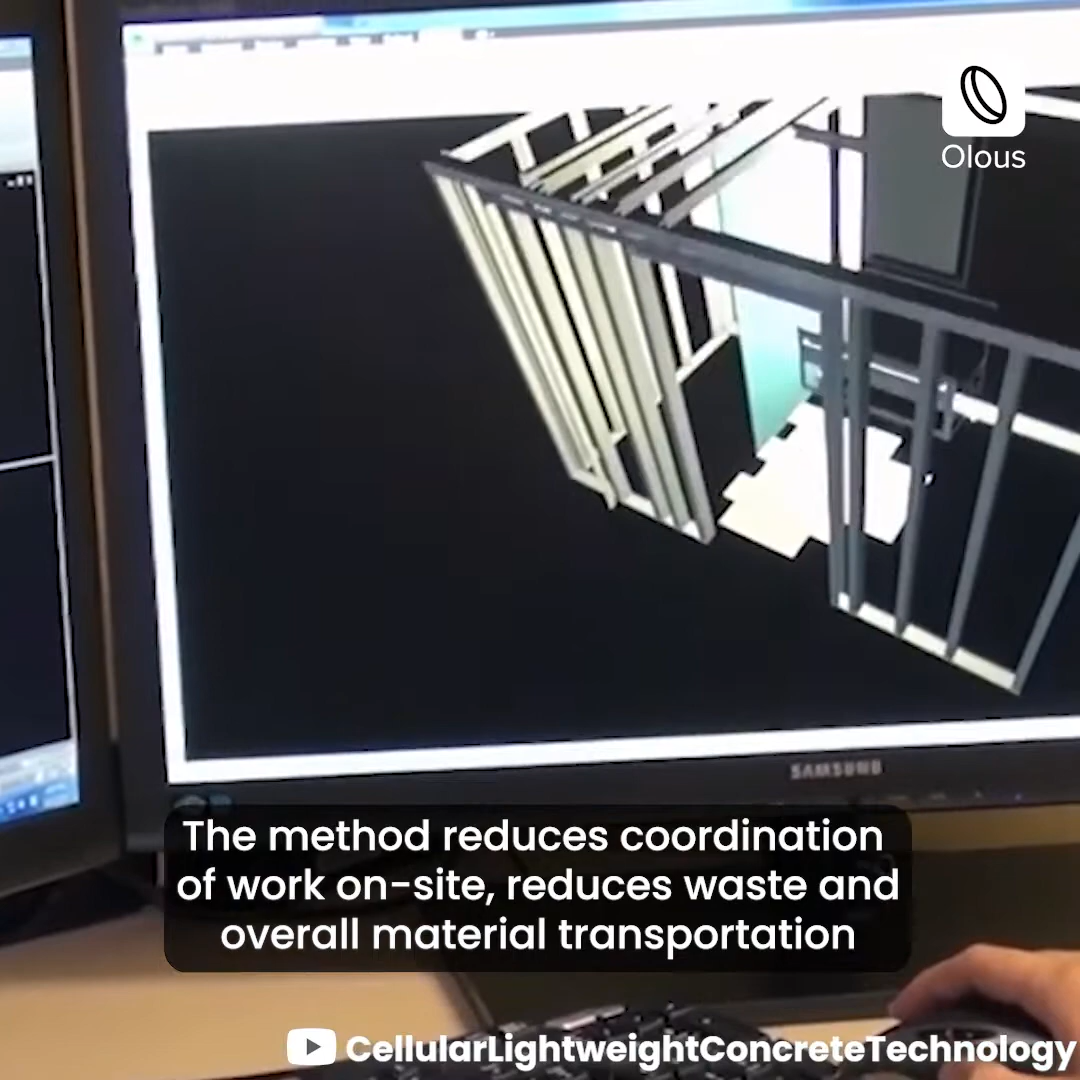 Olous
SAMSUNG
The method reduces coordination
of work on-site, reduces waste and
overall material transportation
CellularLightweightConcreteTechnology